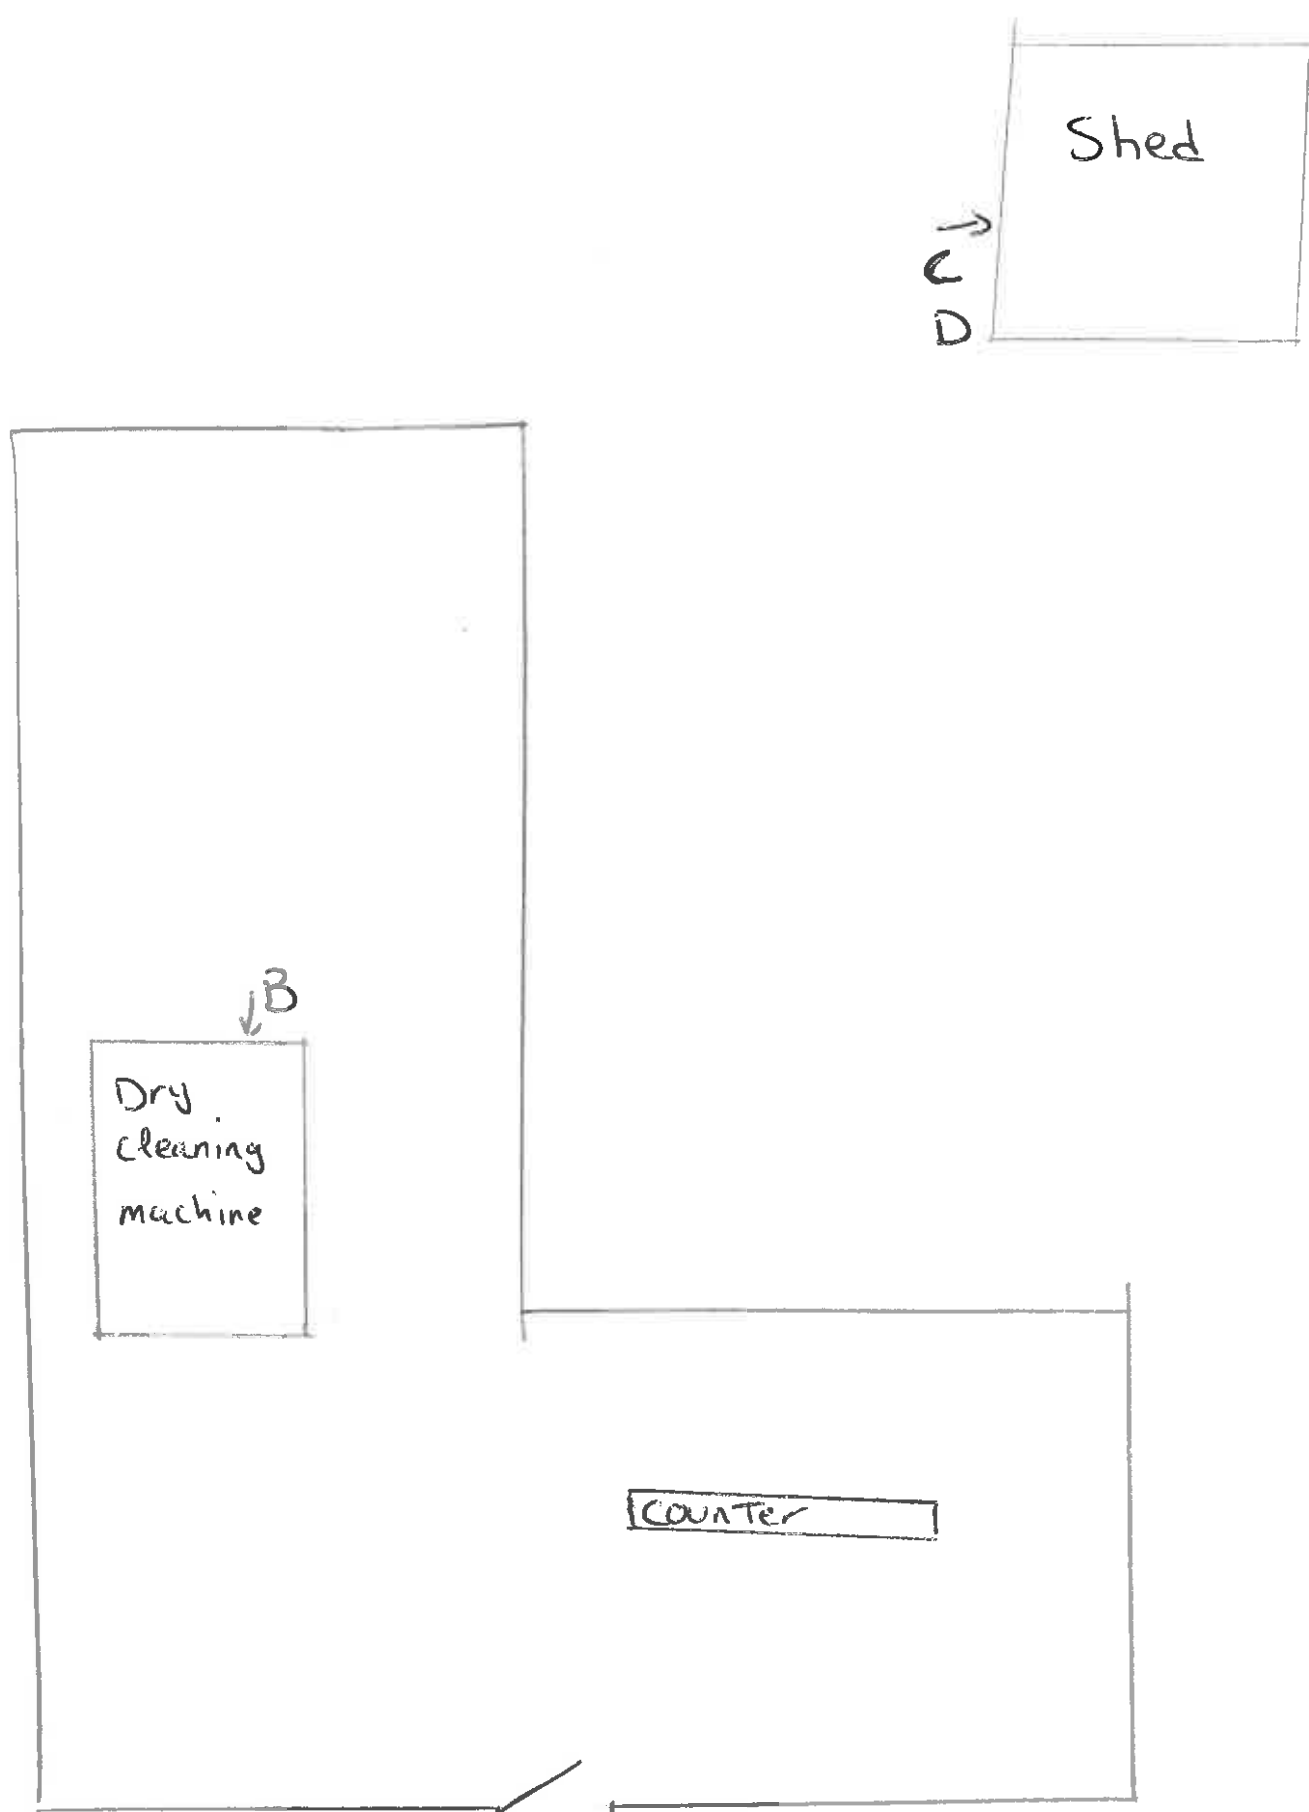 Shed
→
C
D
↓B
Dry
cleaning
machine
counter